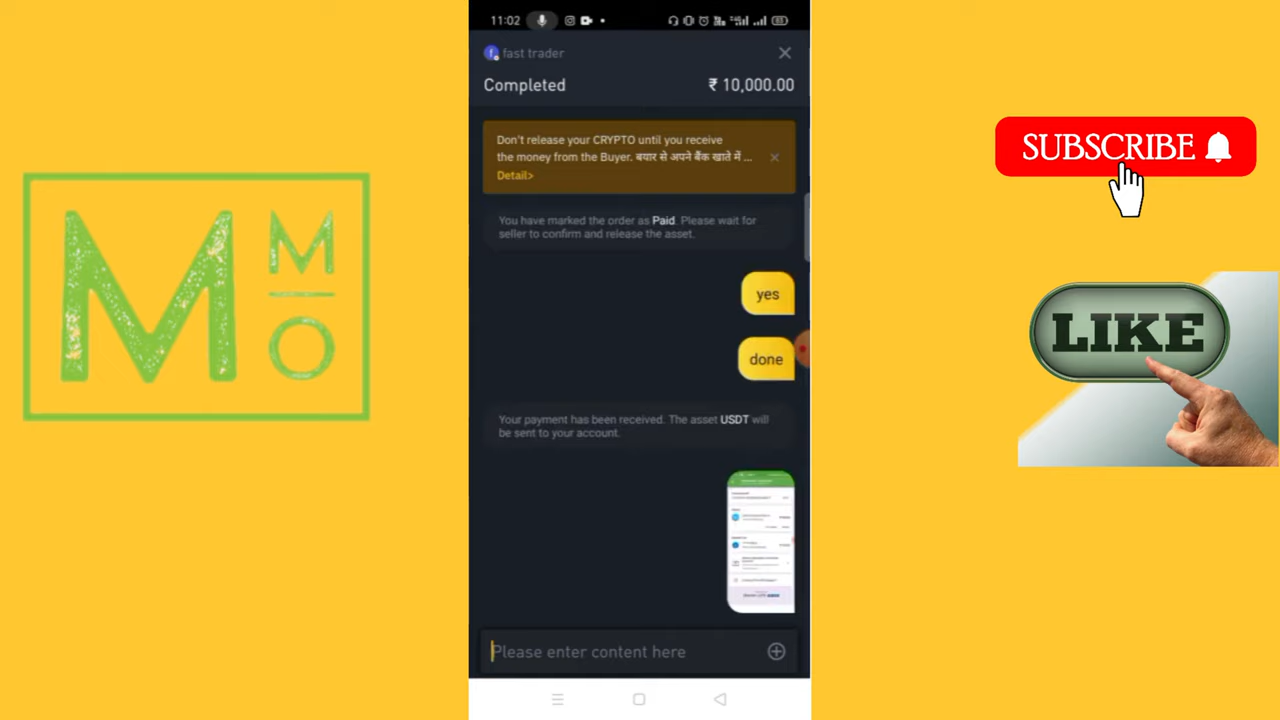 11:02
fast trader
Completed
₹ 10,000.00
Don't release your CRYPTO until you receive
the money from the Buyer. बायर से अपने बैंक खाते में ...
Detail>
You have marked the order as Paid. Please wait for
seller to confirm and release the asset.
yes
done
Your payment has been received. The asset USDT will
be sent to your account.
Please enter content here
M
M
O
SUBSCRIBE
LIKE